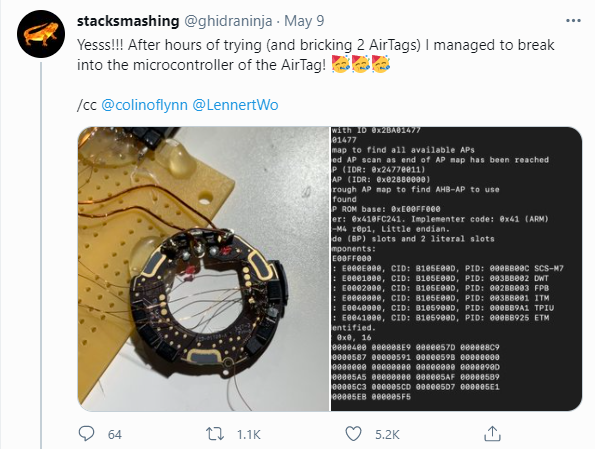 stacksmashing @ghidraninja · May 9
Yesss!!! After hours of trying (and bricking 2 AirTags) I managed to break
into the microcontroller of the AirTag! 🥳🥳🥳
/cc @colinoflynn @LennertWo
with ID 0x2BA01477
01477
map to find all available APs
ed AP scan as end of AP map has been reached
P (IDR: 0x24770011)
AP (IDR: 0x02880000)
rough AP map to find AHB-AP to use
found
P ROM base: 0xE00FF000
er: 0x410FC241. Implementer code: 0x41 (ARM)
-M4 r0p1, Little endian.
de (BP) slots and 2 literal slots
mponents:
E00FF000
: E000E000, CID: B105E00D, PID: 000BB00C SCS-M7
: E0001000, CID: B105E00D, PID: 003BB002 DWT
: E0002000, CID: B105E00D, PID: 002BB003 FPB
: E0000000, CID: B105E00D, PID: 003BB001 ITM
: E0040000, CID: B105900D, PID: 000BB9A1 TPIU
: E0041000, CID: B105900D, PID: 000BB925 ETM
entified.
0x0, 16
0000400 000008E9 0000057D 000008C9
00005B7 00000591 0000059B 00000000
0000000 00000000 00000000 0000090D
00005A5 00000000 000005AF 000005B9
00005C3 000005CD 000005D7 000005E1
00005EB 000005F5
64 1.1K 5.2K